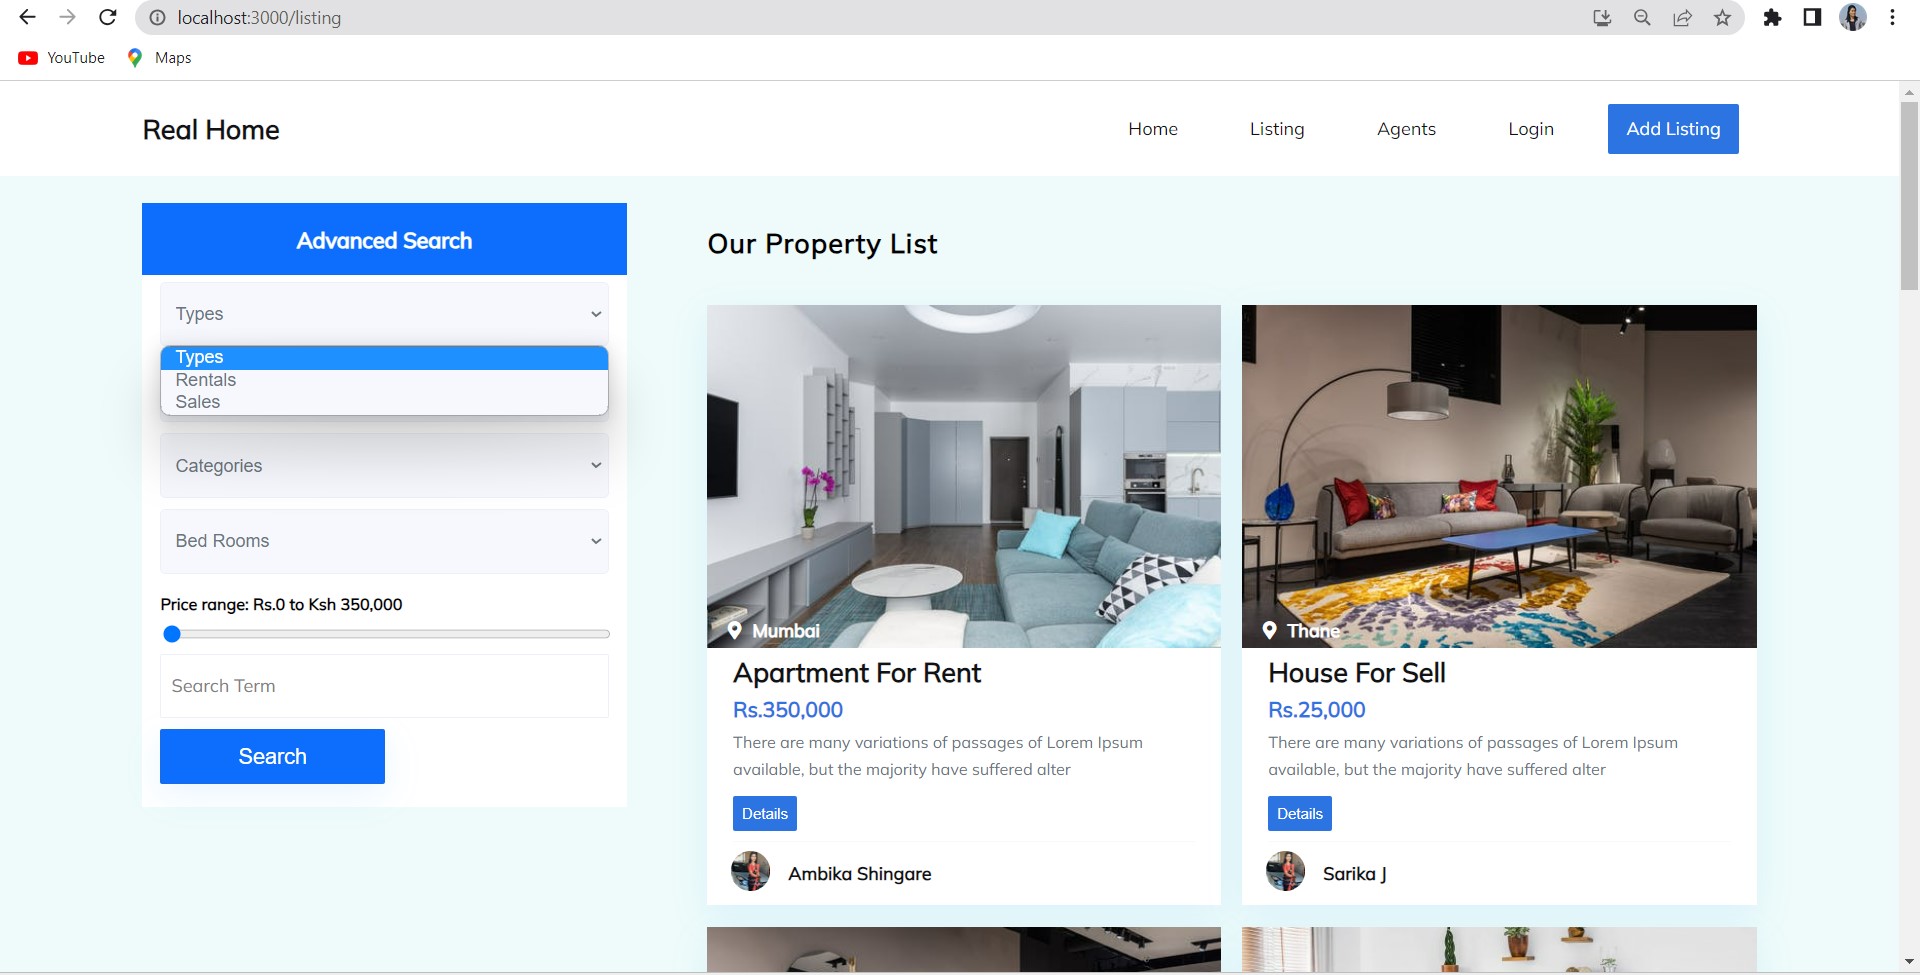 localhost:3000/listing
YouTube
Maps
Real Home
Home
Listing
Agents
Login
Add Listing
Advanced Search
Types
Types
Rentals
Sales
Categories
Bed Rooms
Price range: Rs.0 to Ksh 350,000
Search Term
Search
Our Property List
Mumbai
Apartment For Rent
Rs.350,000
There are many variations of passages of Lorem Ipsum
available, but the majority have suffered alter
Details
Ambika Shingare
Thane
House For Sell
Rs.25,000
There are many variations of passages of Lorem Ipsum
available, but the majority have suffered alter
Details
Sarika J